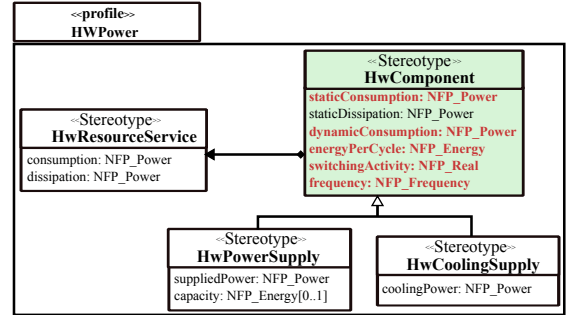 <<profile>>
HWPower
<<Stereotype>>
HwComponent
staticConsumption: NFP_Power
staticDissipation: NFP_Power
dynamicConsumption: NFP_Power
energyPerCycle: NFP_Energy
switchingActivity: NFP_Real
frequency: NFP_Frequency
<<Stereotype>>
HwResourceService
consumption: NFP_Power
dissipation: NFP_Power
<<Stereotype>>
HwPowerSupply
suppliedPower: NFP_Power
capacity: NFP_Energy[0..1]
<<Stereotype>>
HwCoolingSupply
coolingPower: NFP_Power